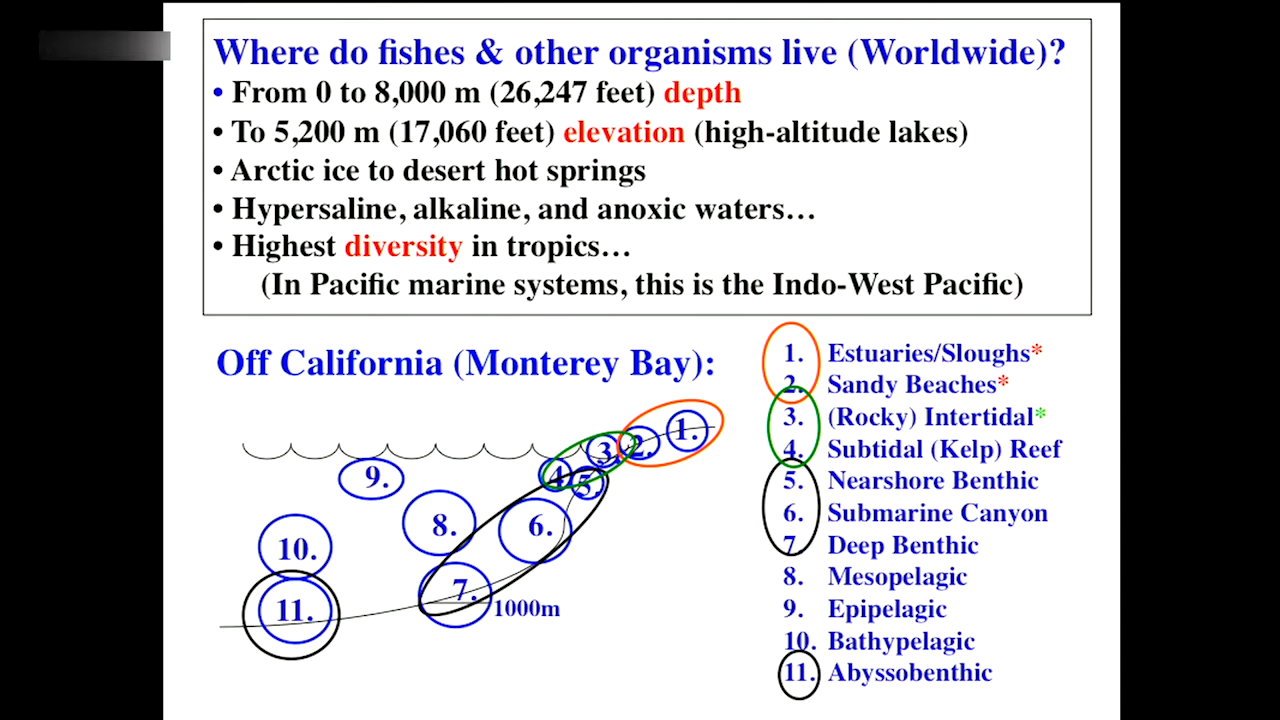 Where do fishes & other organisms live (Worldwide)?
• From 0 to 8,000 m (26,247 feet) depth
• To 5,200 m (17,060 feet) elevation (high-altitude lakes)
• Arctic ice to desert hot springs
• Hypersaline, alkaline, and anoxic waters…
• Highest diversity in tropics…
(In Pacific marine systems, this is the Indo-West Pacific)
Off California (Monterey Bay):
1. Estuaries/Sloughs*
2. Sandy Beaches*
3. (Rocky) Intertidal*
4. Subtidal (Kelp) Reef
5. Nearshore Benthic
6. Submarine Canyon
7 Deep Benthic
8. Mesopelagic
9. Epipelagic
10. Bathypelagic
11. Abyssobenthic
1.
2.
3.
4.
5.
9.
8.
6.
10.
7.
11.
1000m